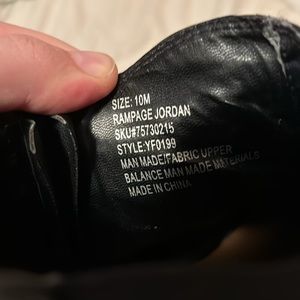 SIZE: 10M
RAMPAGE JORDAN
SKU#75730215
STYLE:YF0199
MAN MADE/FABRIC UPPER
BALANCE MAN MADE MATERIALS
MADE IN CHINA